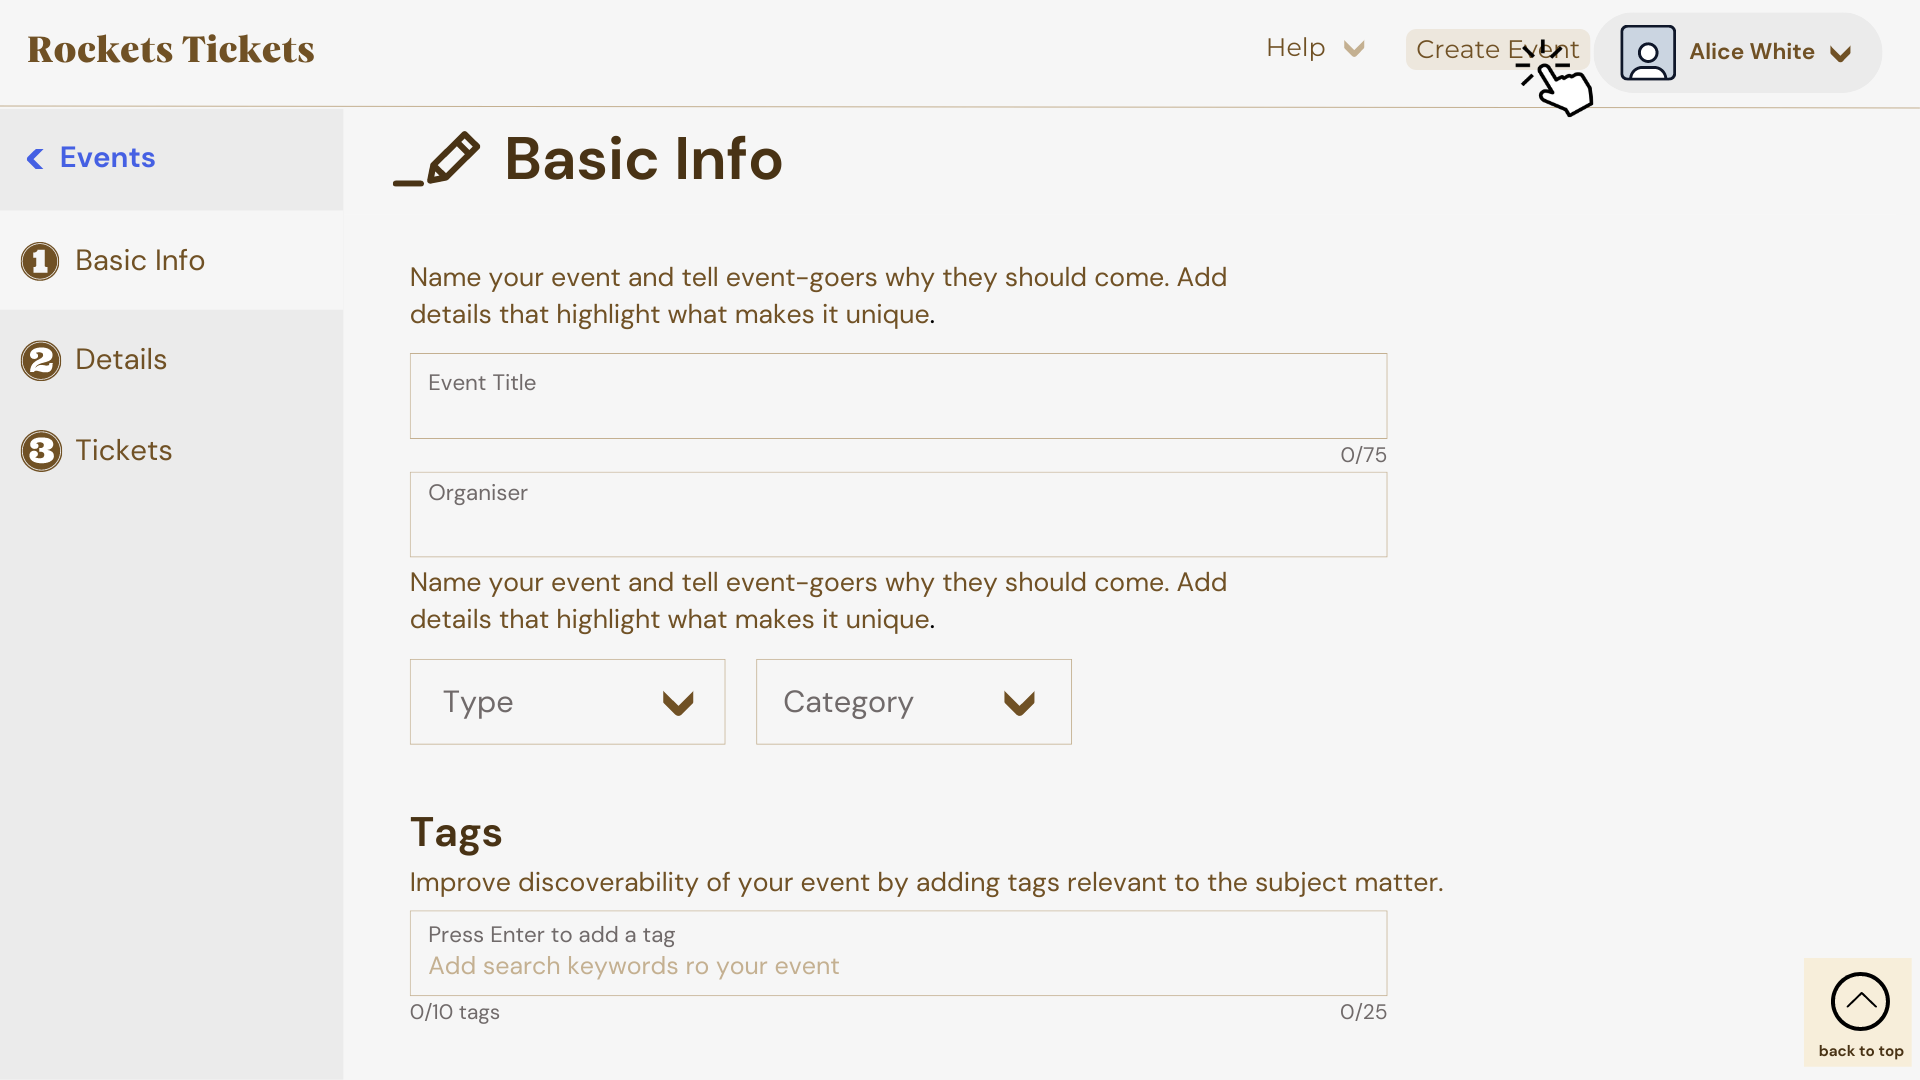 Rockets Tickets
Help
Create Event
Alice White
Events
1 Basic Info
2 Details
3 Tickets
Basic Info
Name your event and tell event-goers why they should come. Add
details that highlight what makes it unique.
Event Title
0/75
Organiser
Name your event and tell event-goers why they should come. Add
details that highlight what makes it unique.
Type
Category
Tags
Improve discoverability of your event by adding tags relevant to the subject matter.
Press Enter to add a tag
Add search keywords ro your event
0/10 tags
0/25
back to top